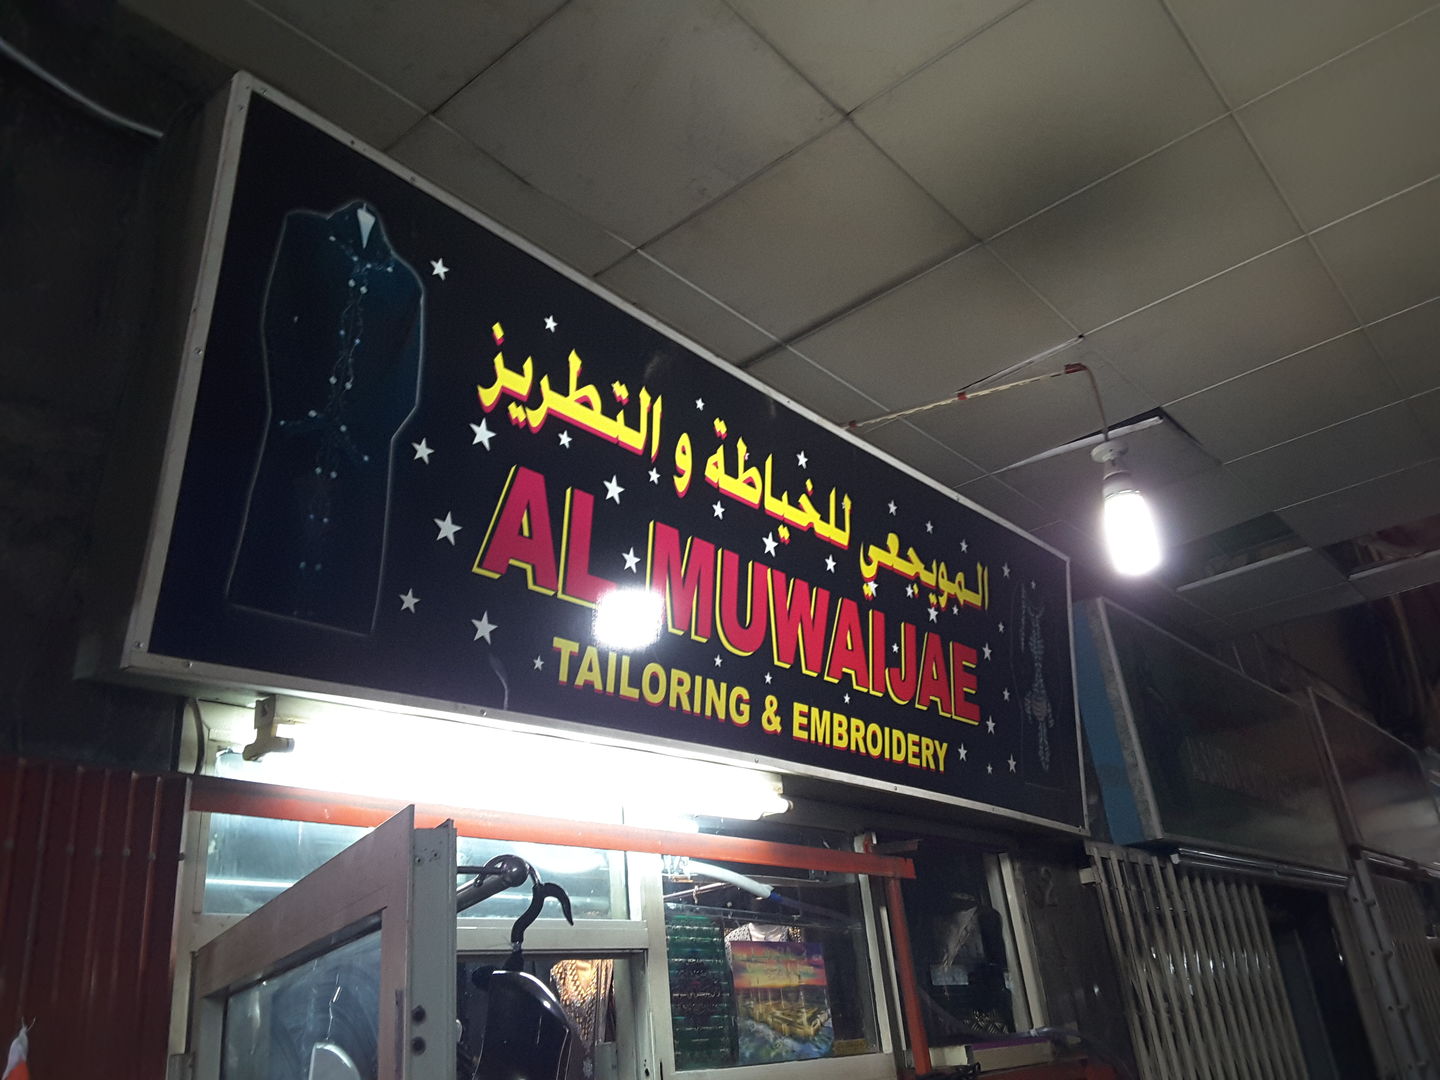 المويجعي للخياطة و التطريز
AL MUWAIJAE
TAILORING & EMBROIDERY